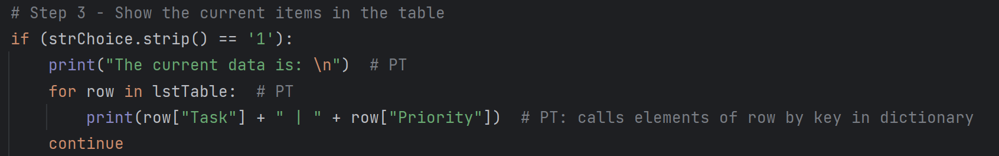 # Step 3 - Show the current items in the table
if (strChoice.strip() == '1'):
    print("The current data is: \n")  # PT
    for row in lstTable:  # PT
        print(row["Task"] + " | " + row["Priority"])  # PT: calls elements of row by key in dictionary
    continue